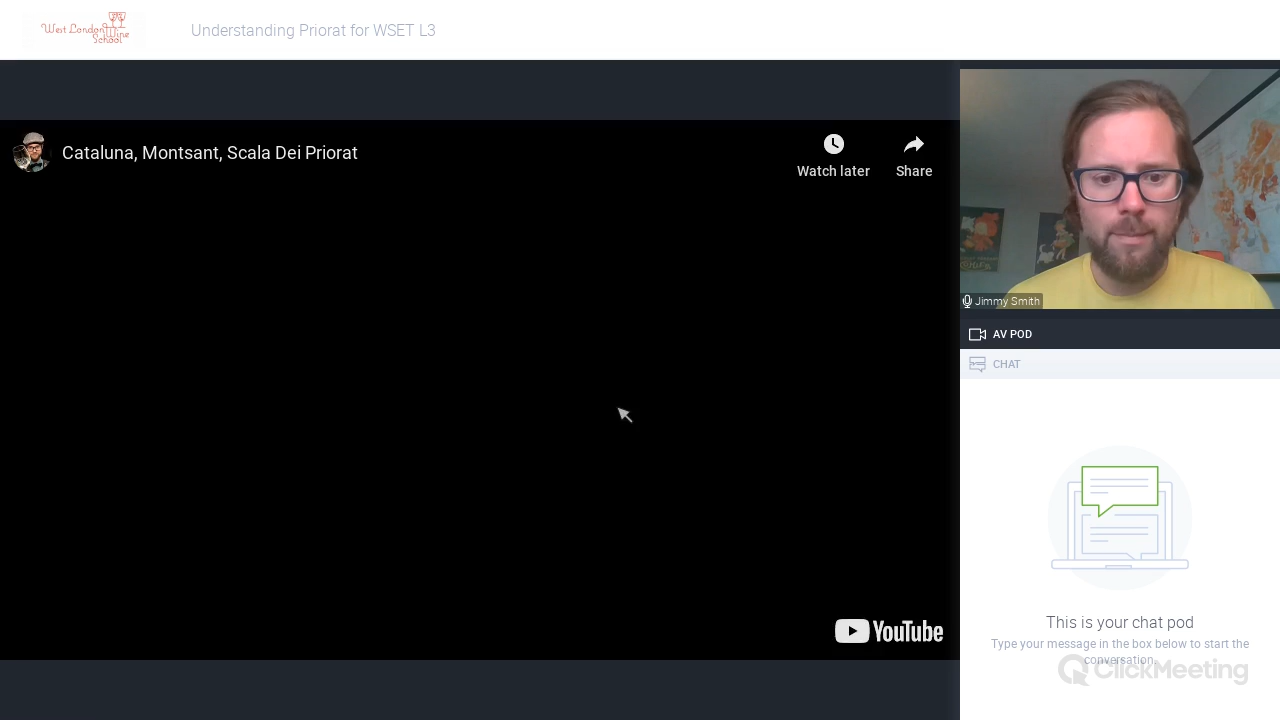 West London
Wine
School
Understanding Priorat for WSET L3
Cataluna, Montsant, Scala Dei Priorat
Watch later
Share
YouTube
Jimmy Smith
AV POD
CHAT
This is your chat pod
Type your message in the box below to start the
conversation.
ClickMeeting